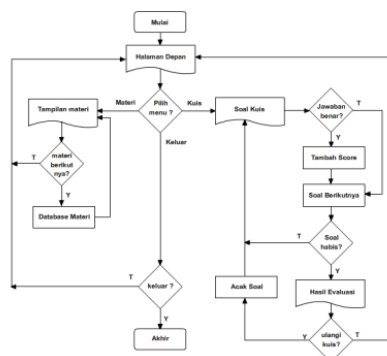 Mulai
Halaman Depan
Tampilan materi
Materi
Pilih
menu ?
Kuis
Soal Kuis
Jawaban
benar?
T
Y
Keluar
Tambah Score
materi
berikut
nya?
T
Y
Soal Berikutnya
Database Materi
Soal
habis?
T
Y
keluar ?
T
Y
Acak Soal
Hasil Evaluasi
Akhir
ulangi
kuis?
Y
T